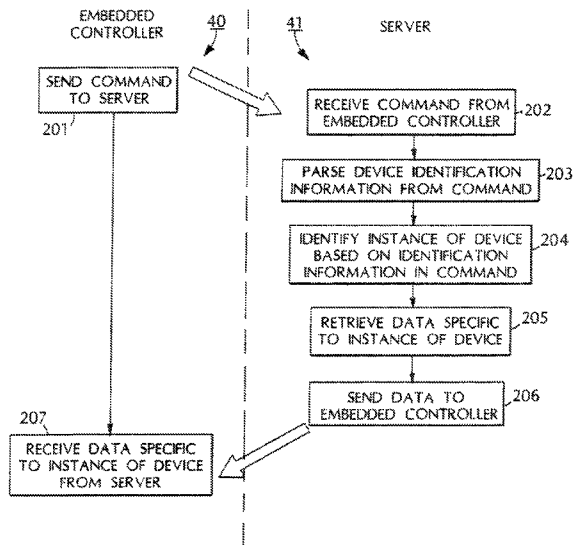 EMBEDDED
CONTROLLER
40
41
SERVER
SEND COMMAND
TO SERVER
201
RECEIVE COMMAND FROM
EMBEDDED CONTROLLER
202
PARSE DEVICE IDENTIFICATION
INFORMATION FROM COMMAND
203
IDENTIFY INSTANCE OF DEVICE
BASED ON IDENTIFICATION
INFORMATION IN COMMAND
204
RETRIEVE DATA SPECIFIC
TO INSTANCE OF DEVICE
205
SEND DATA TO
EMBEDDED CONTROLLER
206
207
RECEIVE DATA SPECIFIC
TO INSTANCE OF DEVICE
FROM SERVER